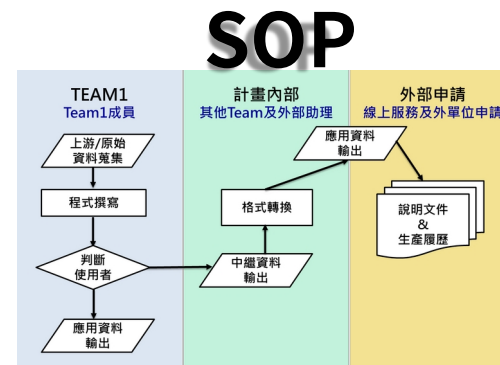 SOP
TEAM1
Team1成員
上游/原始
資料蒐集
程式撰寫
判斷
使用者
應用資料
輸出
計畫內部
其他Team及外部助理
應用資料
輸出
格式轉換
中繼資料
輸出
外部申請
線上服務及外單位申請
說明文件
&
生產履歷